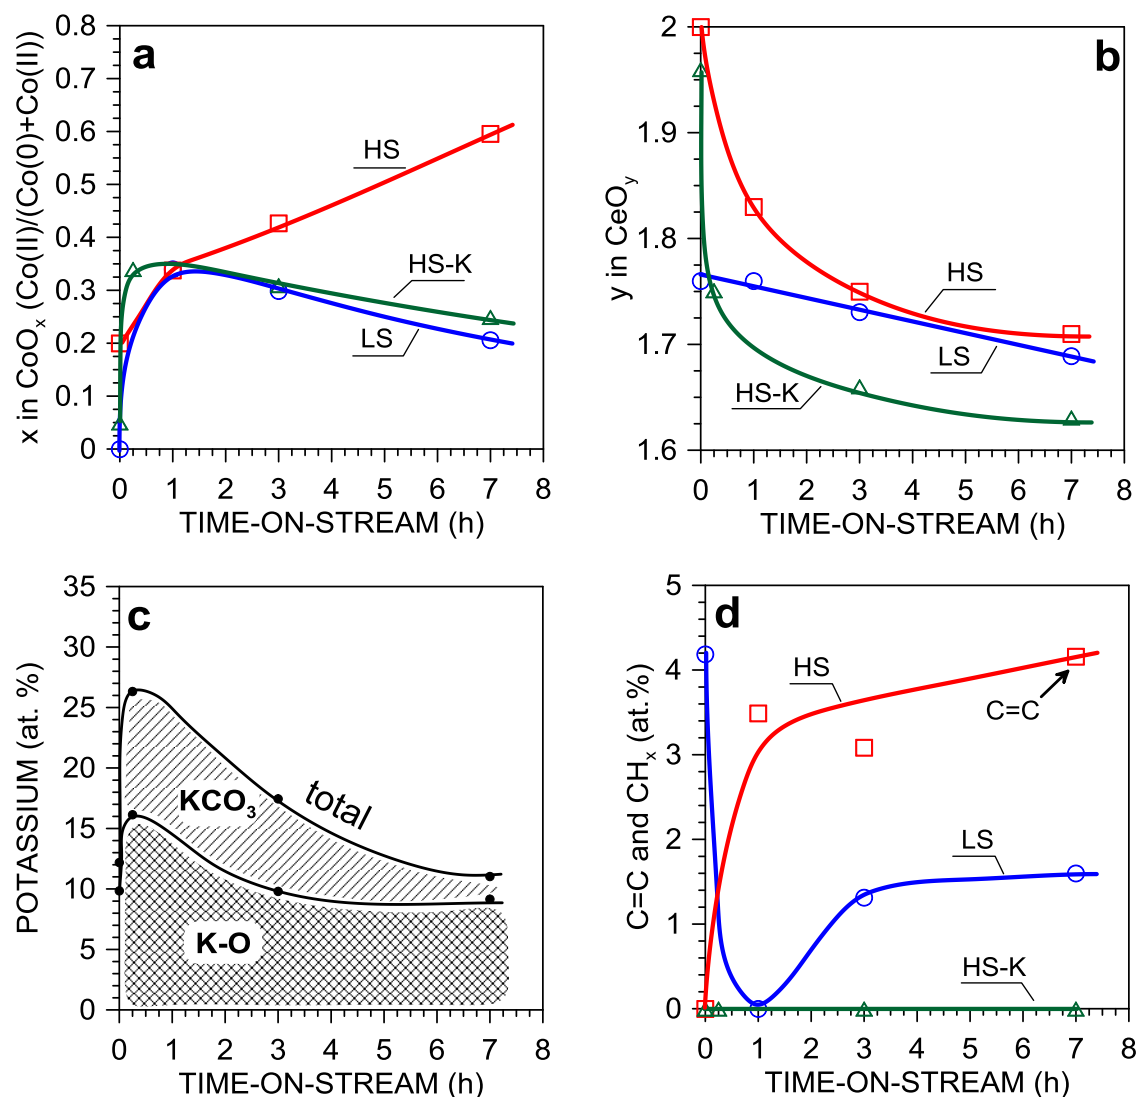 a
x in CoOₓ (Co(II)/(Co(0)+Co(II))
0.8
0.7
0.6
0.5
0.4
0.3
0.2
0.1
0
HS
HS-K
LS
0 1 2 3 4 5 6 7 8
TIME-ON-STREAM (h)
b
y in CeO_y
2
1.9
1.8
1.7
1.6
HS
LS
HS-K
0 1 2 3 4 5 6 7 8
TIME-ON-STREAM (h)
c
POTASSIUM (at. %)
35
30
25
20
15
10
5
0
total
KCO₃
K-O
0 1 2 3 4 5 6 7 8
TIME-ON-STREAM (h)
d
C=C and CHₓ (at.%)
5
4
3
2
1
0
HS
C=C
LS
HS-K
0 1 2 3 4 5 6 7 8
TIME-ON-STREAM (h)